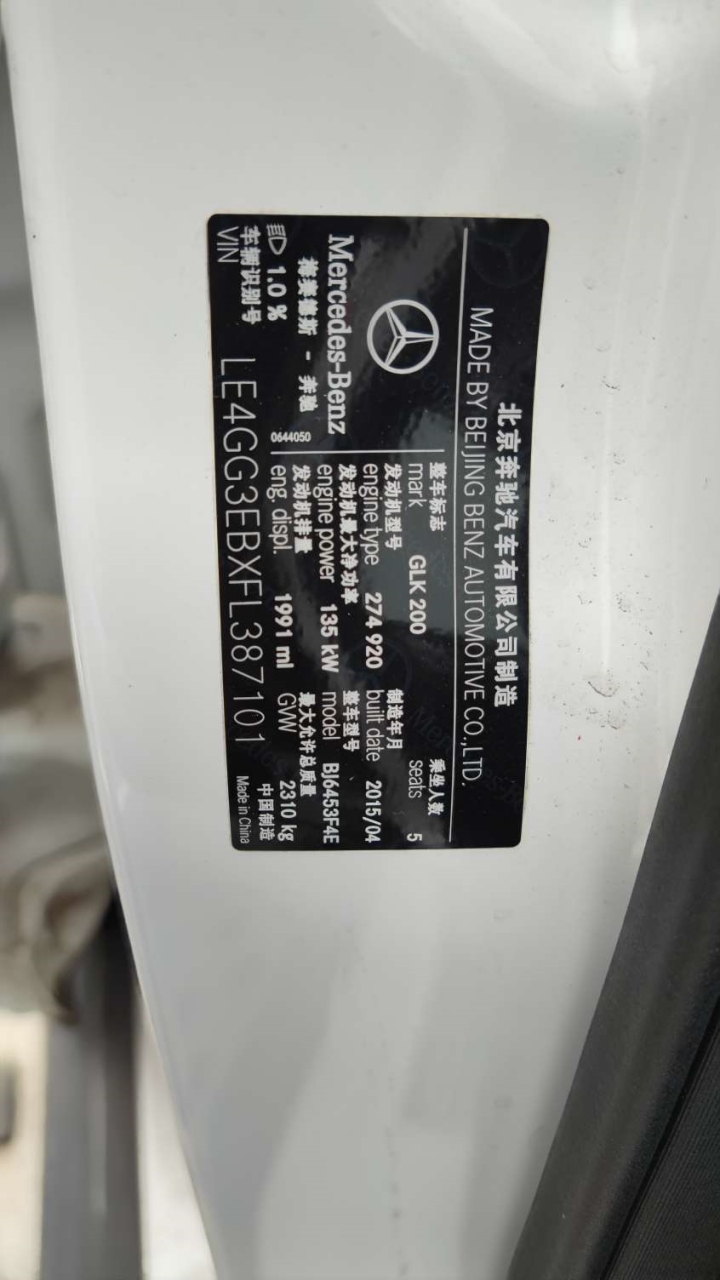 北京奔驰汽车有限公司制造
MADE BY BEIJING BENZ AUTOMOTIVE CO.,LTD.
乘坐人数
整车标志 seats 5
mark GLK 200
发动机型号 制造年月
engine type 274 920 built date 2015/04
发动机最大净功率 整车型号
engine power 135 kW model BJ6453F4E
发动机排量 最大允许总质量
eng. displ. 1991 ml GVW 2310 kg
Mercedes-Benz
梅赛德斯 - 奔驰
1.0 % 0644050
车辆识别号 中国制造
VIN LE4GG3EBXFL387101 Made in China